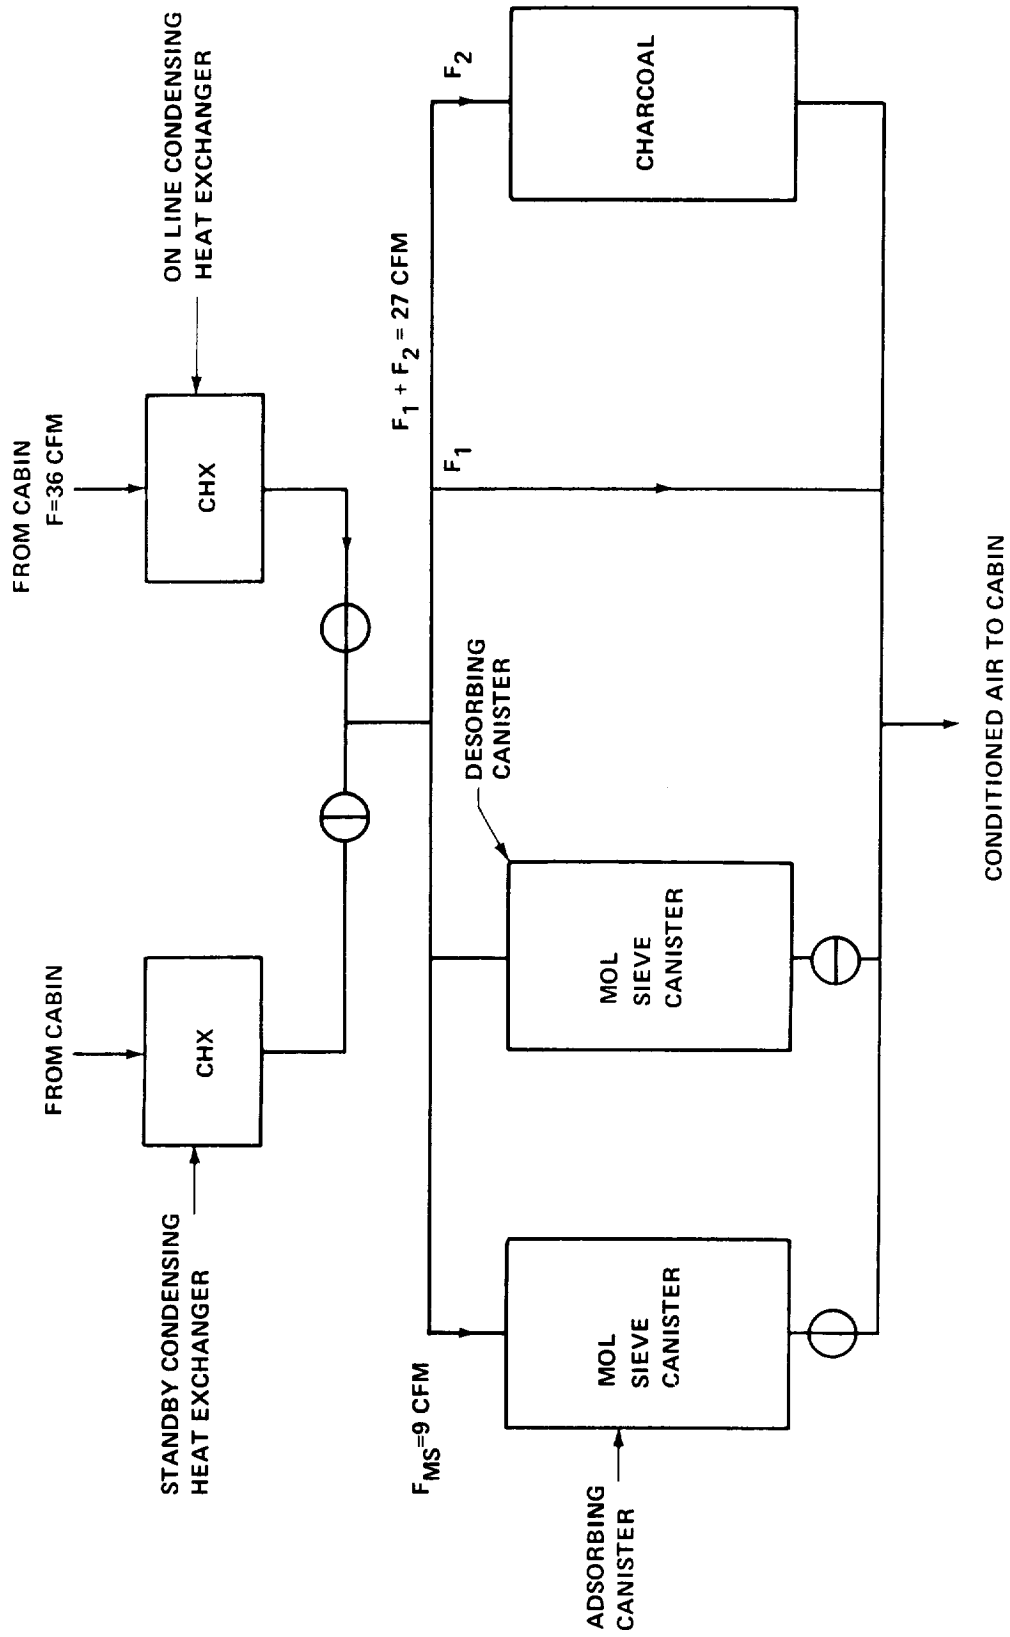 FROM CABIN
FROM CABIN
F=36 CFM
STANDBY CONDENSING
HEAT EXCHANGER
CHX
CHX
ON LINE CONDENSING
HEAT EXCHANGER
FMS=9 CFM
DESORBING
CANISTER
F1
F1 + F2 = 27 CFM
F2
ADSORBING
CANISTER
MOL
SIEVE
CANISTER
MOL
SIEVE
CANISTER
CHARCOAL
CONDITIONED AIR TO CABIN